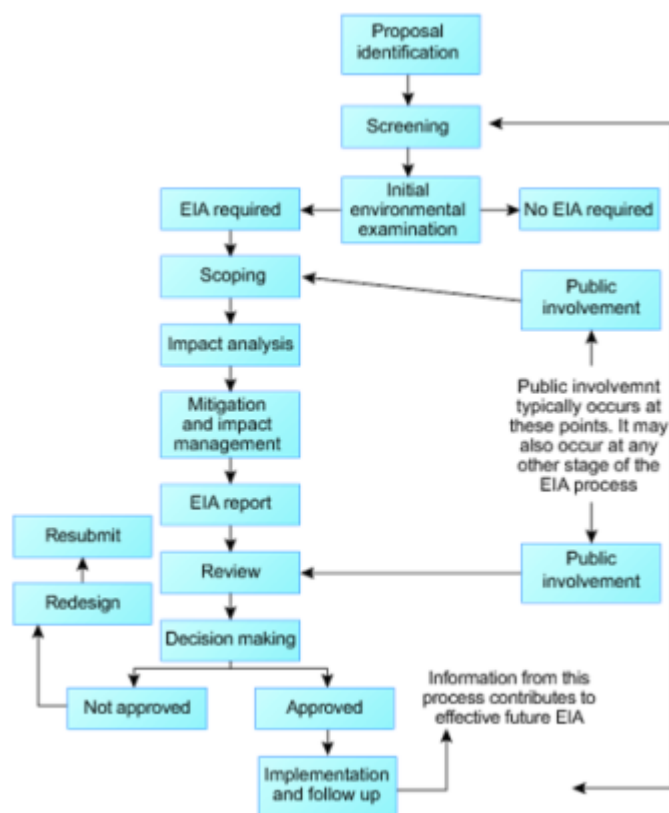 Proposal
identification
Screening
EIA required
Initial
environmental
examination
No EIA required
Scoping
Public
involvement
Impact analysis
Mitigation
and impact
management
Public involvemnt
typically occurs at
these points. It may
also occur at any
other stage of the
EIA process
EIA report
Resubmit
Review
Public
involvement
Redesign
Decision making
Not approved
Approved
Information from this
process contributes to
effective future EIA
Implementation
and follow up